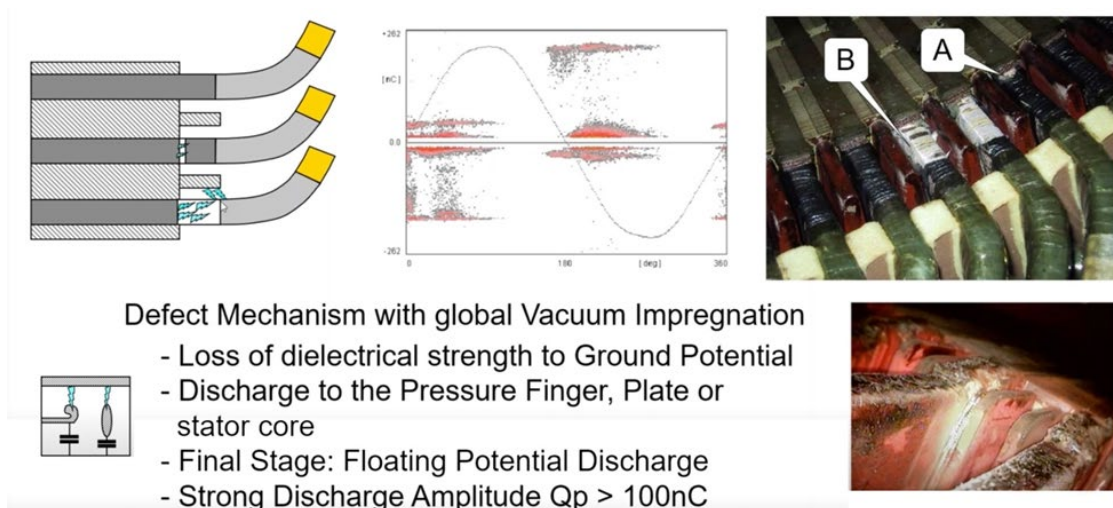 +262
[nC]
0.0
-262
0
180
[deg]
360
B
A
Defect Mechanism with global Vacuum Impregnation
- Loss of dielectrical strength to Ground Potential
- Discharge to the Pressure Finger, Plate or
stator core
- Final Stage: Floating Potential Discharge
- Strong Discharge Amplitude Qp > 100nC